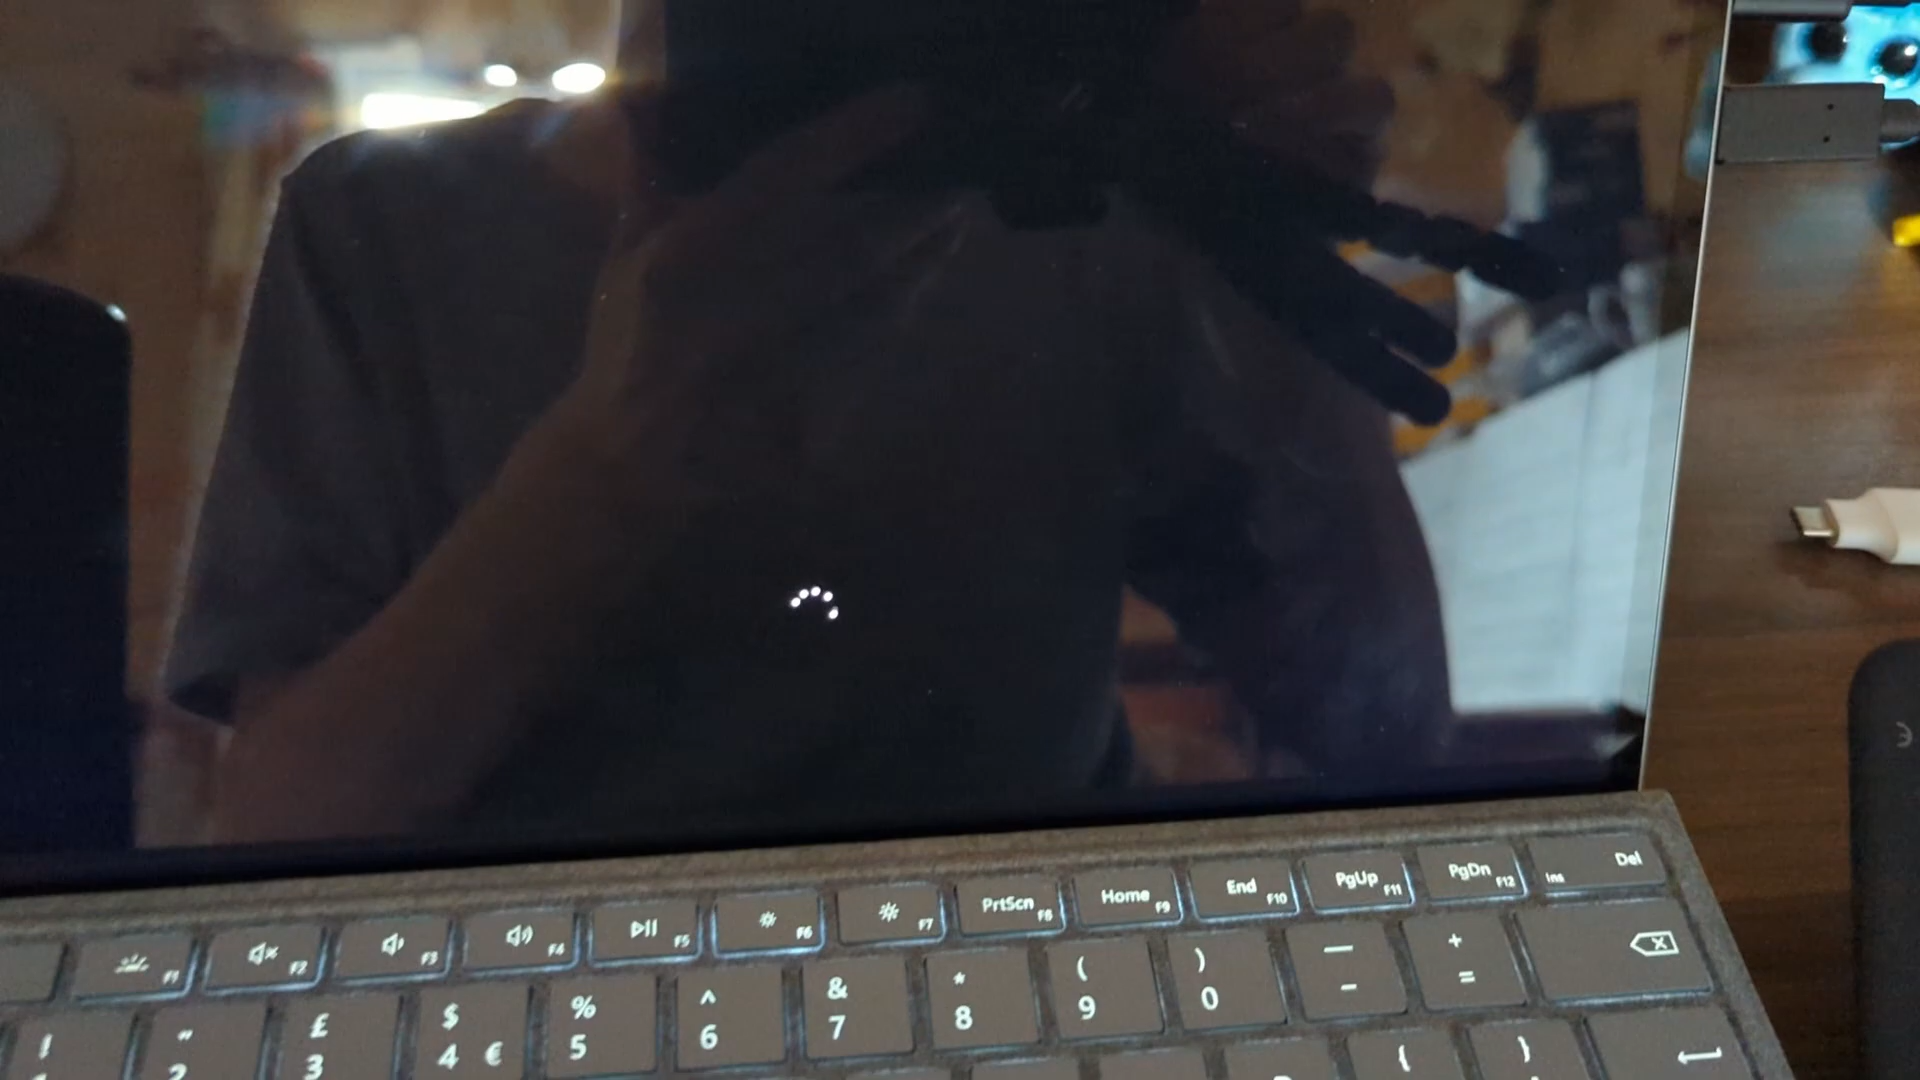 F1 F2 F3 F4 F5 F6 F7 PrtScn F8 Home F9 End F10 PgUp F11 PgDn F12 Ins Del
! " 2 £ 3 $ 4 € % 5 ^ 6 & 7 * 8 ( 9 ) 0 — - + =
{ }